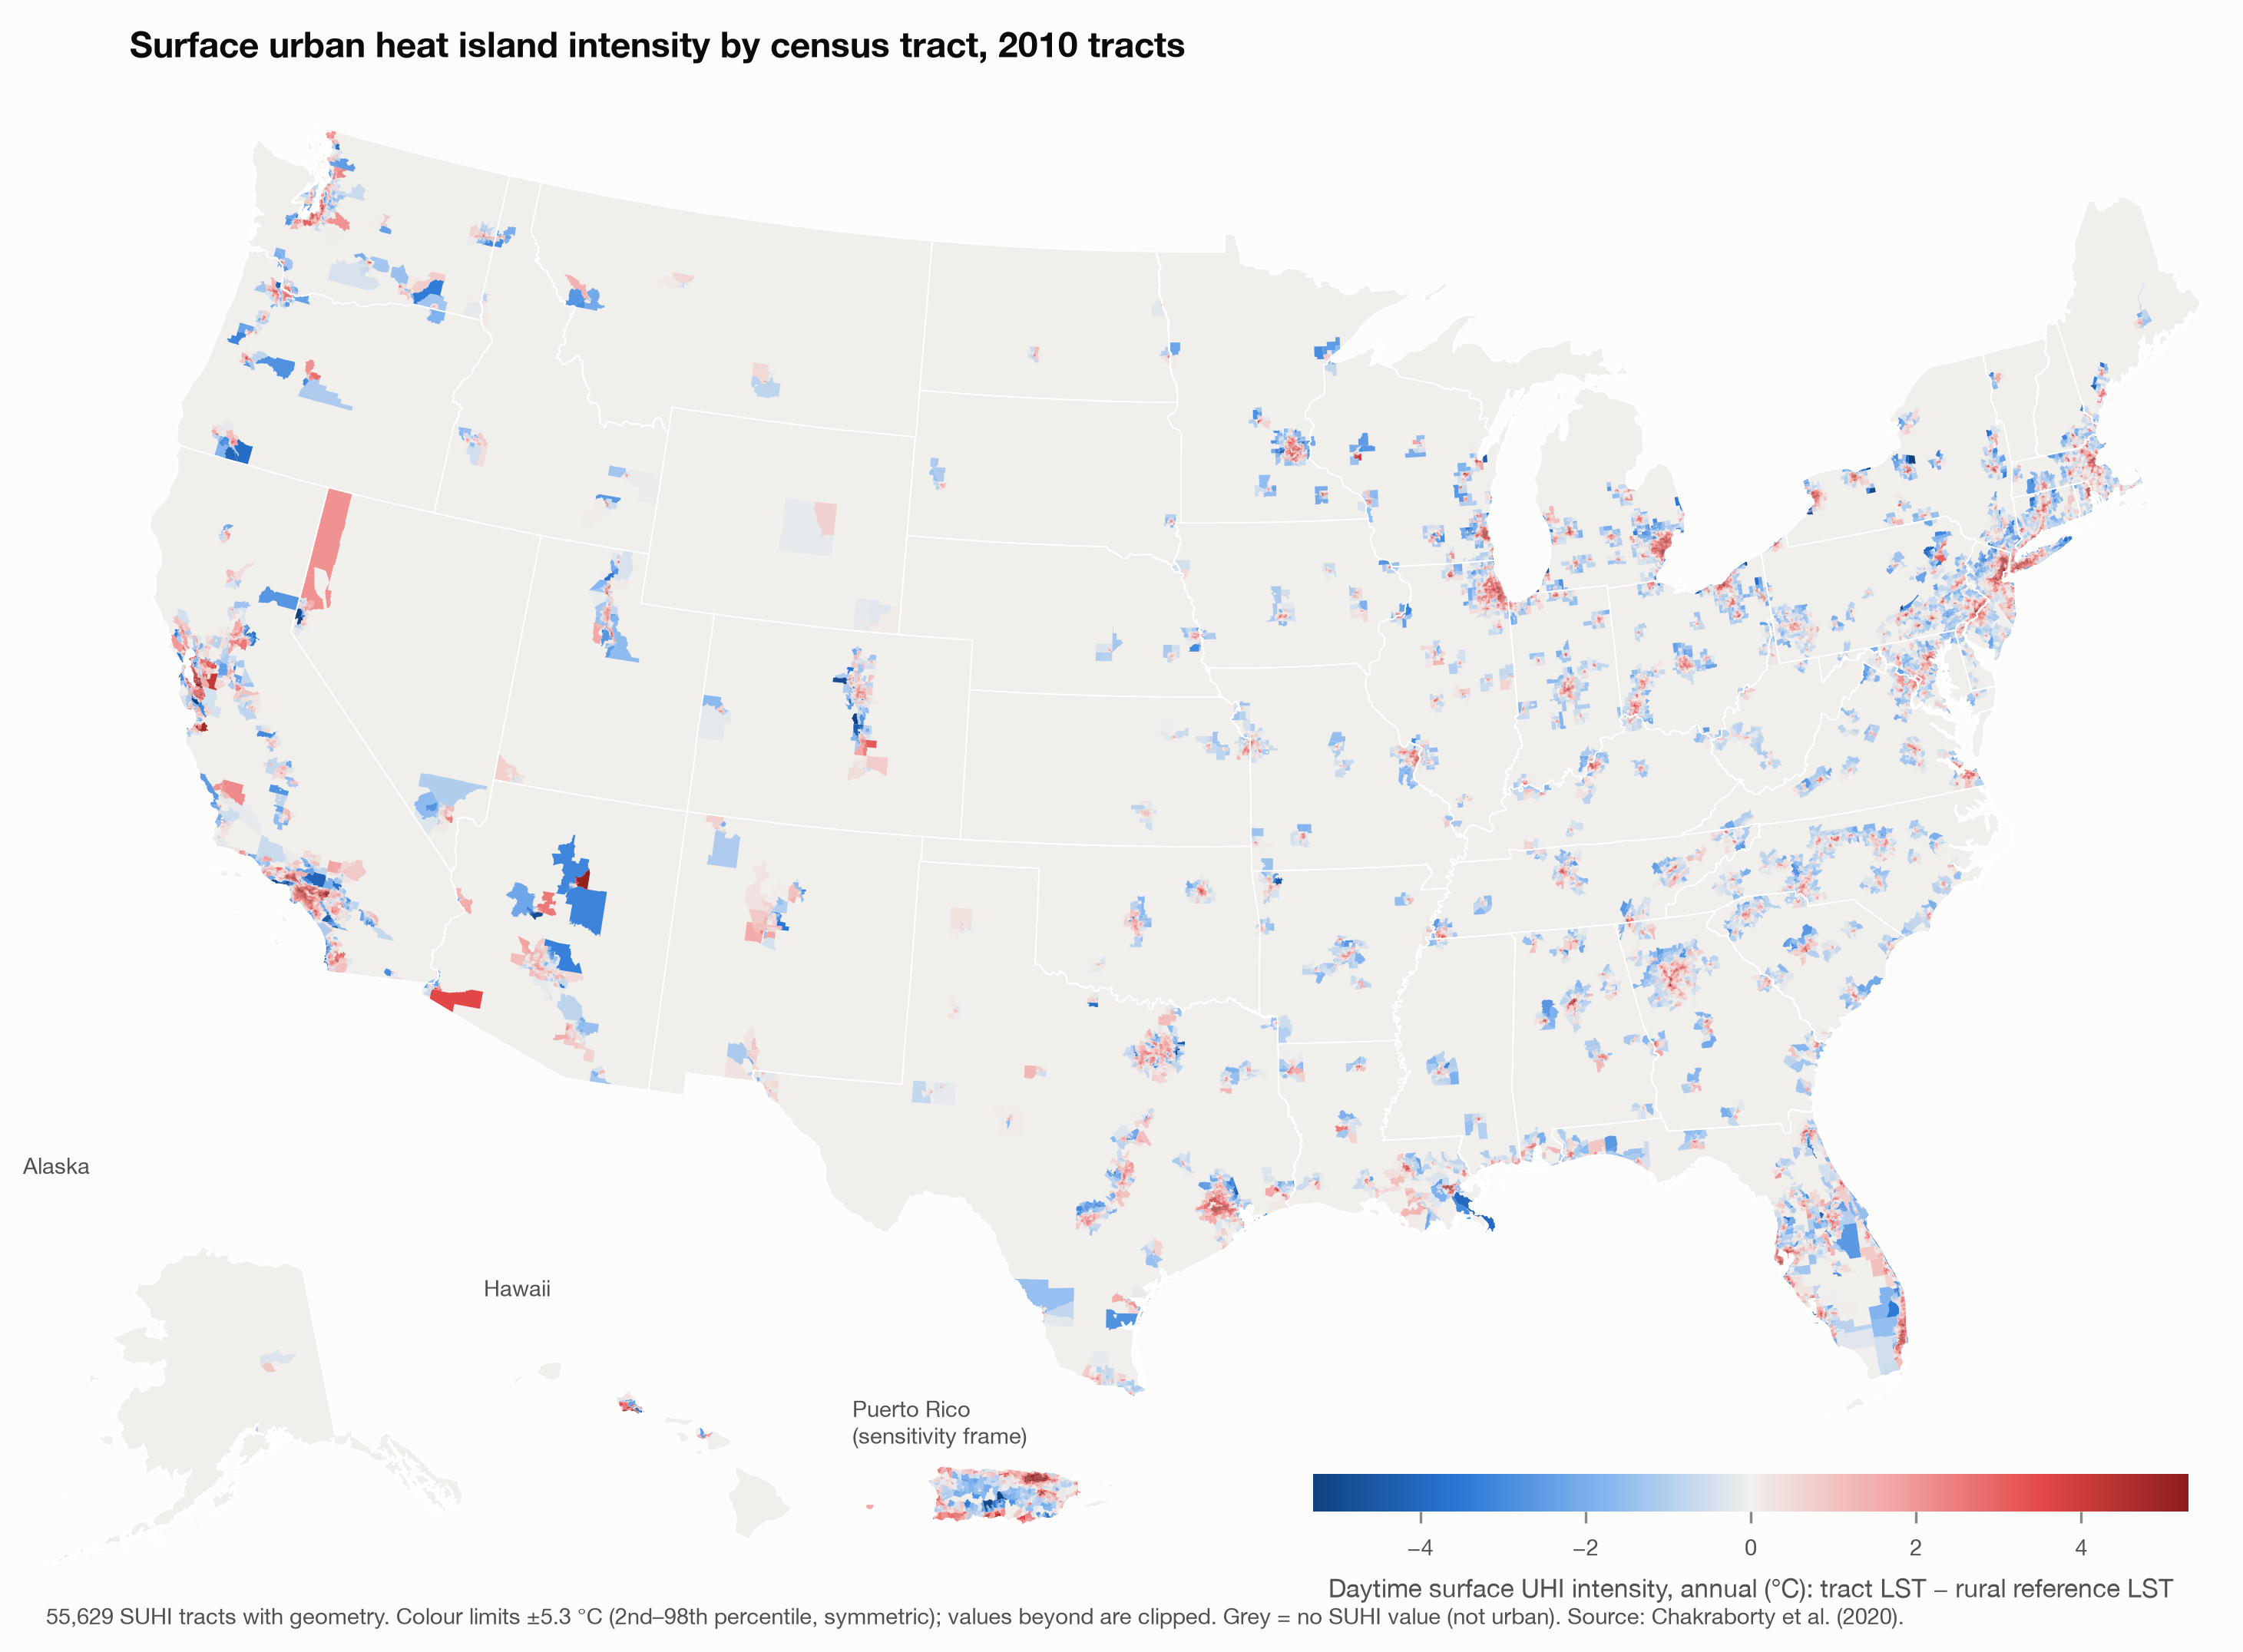 Surface urban heat island intensity by census tract, 2010 tracts
Alaska
Hawaii
Puerto Rico
(sensitivity frame)
−4 −2 0 2 4
Daytime surface UHI intensity, annual (°C): tract LST − rural reference LST
55,629 SUHI tracts with geometry. Colour limits ±5.3 °C (2nd–98th percentile, symmetric); values beyond are clipped. Grey = no SUHI value (not urban). Source: Chakraborty et al. (2020).